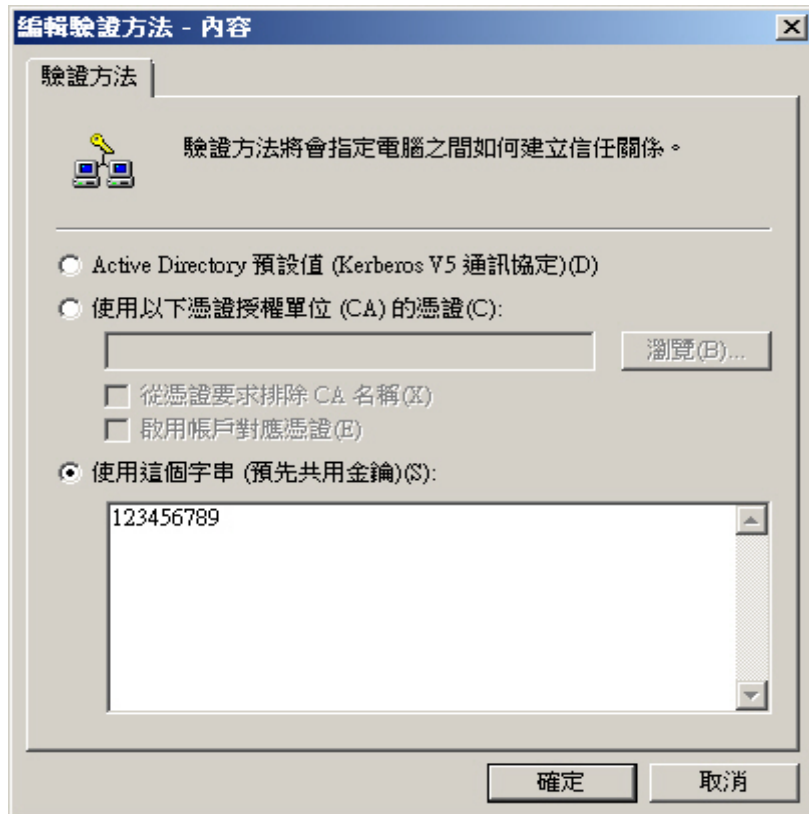 編輯驗證方法 - 內容
驗證方法
驗證方法將會指定電腦之間如何建立信任關係。
Active Directory 預設值 (Kerberos V5 通訊協定)(D)
使用以下憑證授權單位 (CA) 的憑證(C):
瀏覽(B)...
從憑證要求排除 CA 名稱(X)
啟用帳戶對應憑證(E)
使用這個字串 (預先共用金鑰)(S):
123456789
確定
取消